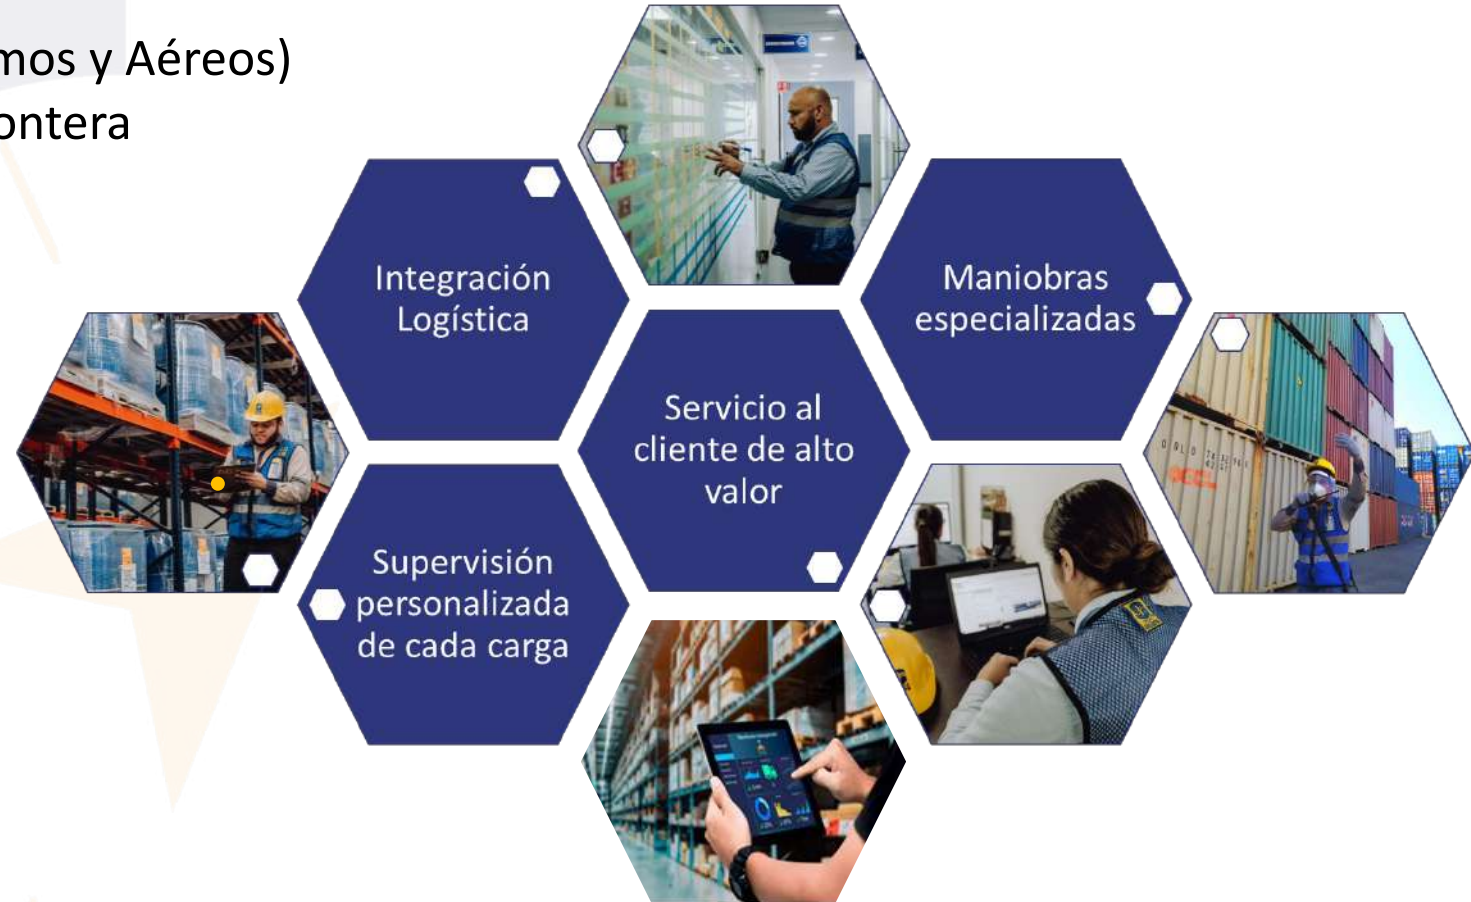 mos y Aéreos)
ontera
Integración
Logística
Maniobras
especializadas
Servicio al
cliente de alto
valor
Supervisión
personalizada
de cada carga